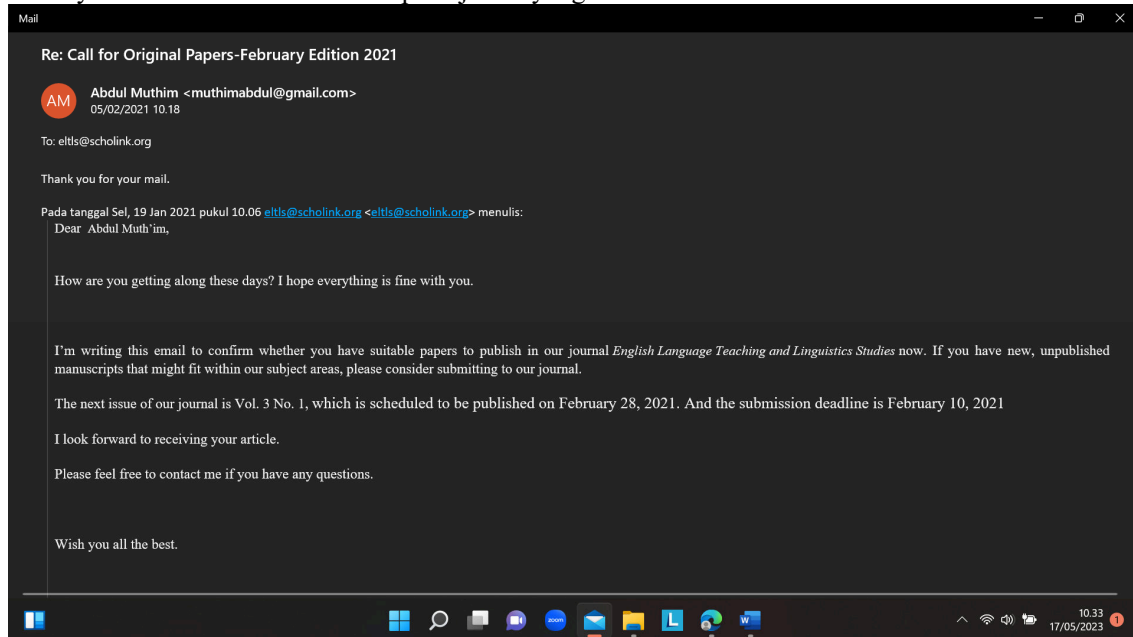 Mail
Re: Call for Original Papers-February Edition 2021
AM
Abdul Muthim <muthimabdul@gmail.com>
05/02/2021 10.18
To: eltls@scholink.org
Thank you for your mail.
Pada tanggal Sel, 19 Jan 2021 pukul 10.06 eltls@scholink.org <eltls@scholink.org> menulis:
Dear Abdul Muth’im,
How are you getting along these days? I hope everything is fine with you.
I’m writing this email to confirm whether you have suitable papers to publish in our journal English Language Teaching and Linguistics Studies now. If you have new, unpublished
manuscripts that might fit within our subject areas, please consider submitting to our journal.
The next issue of our journal is Vol. 3 No. 1, which is scheduled to be published on February 28, 2021. And the submission deadline is February 10, 2021
I look forward to receiving your article.
Please feel free to contact me if you have any questions.
Wish you all the best.
zoom
L
W
10.33
17/05/2023
1